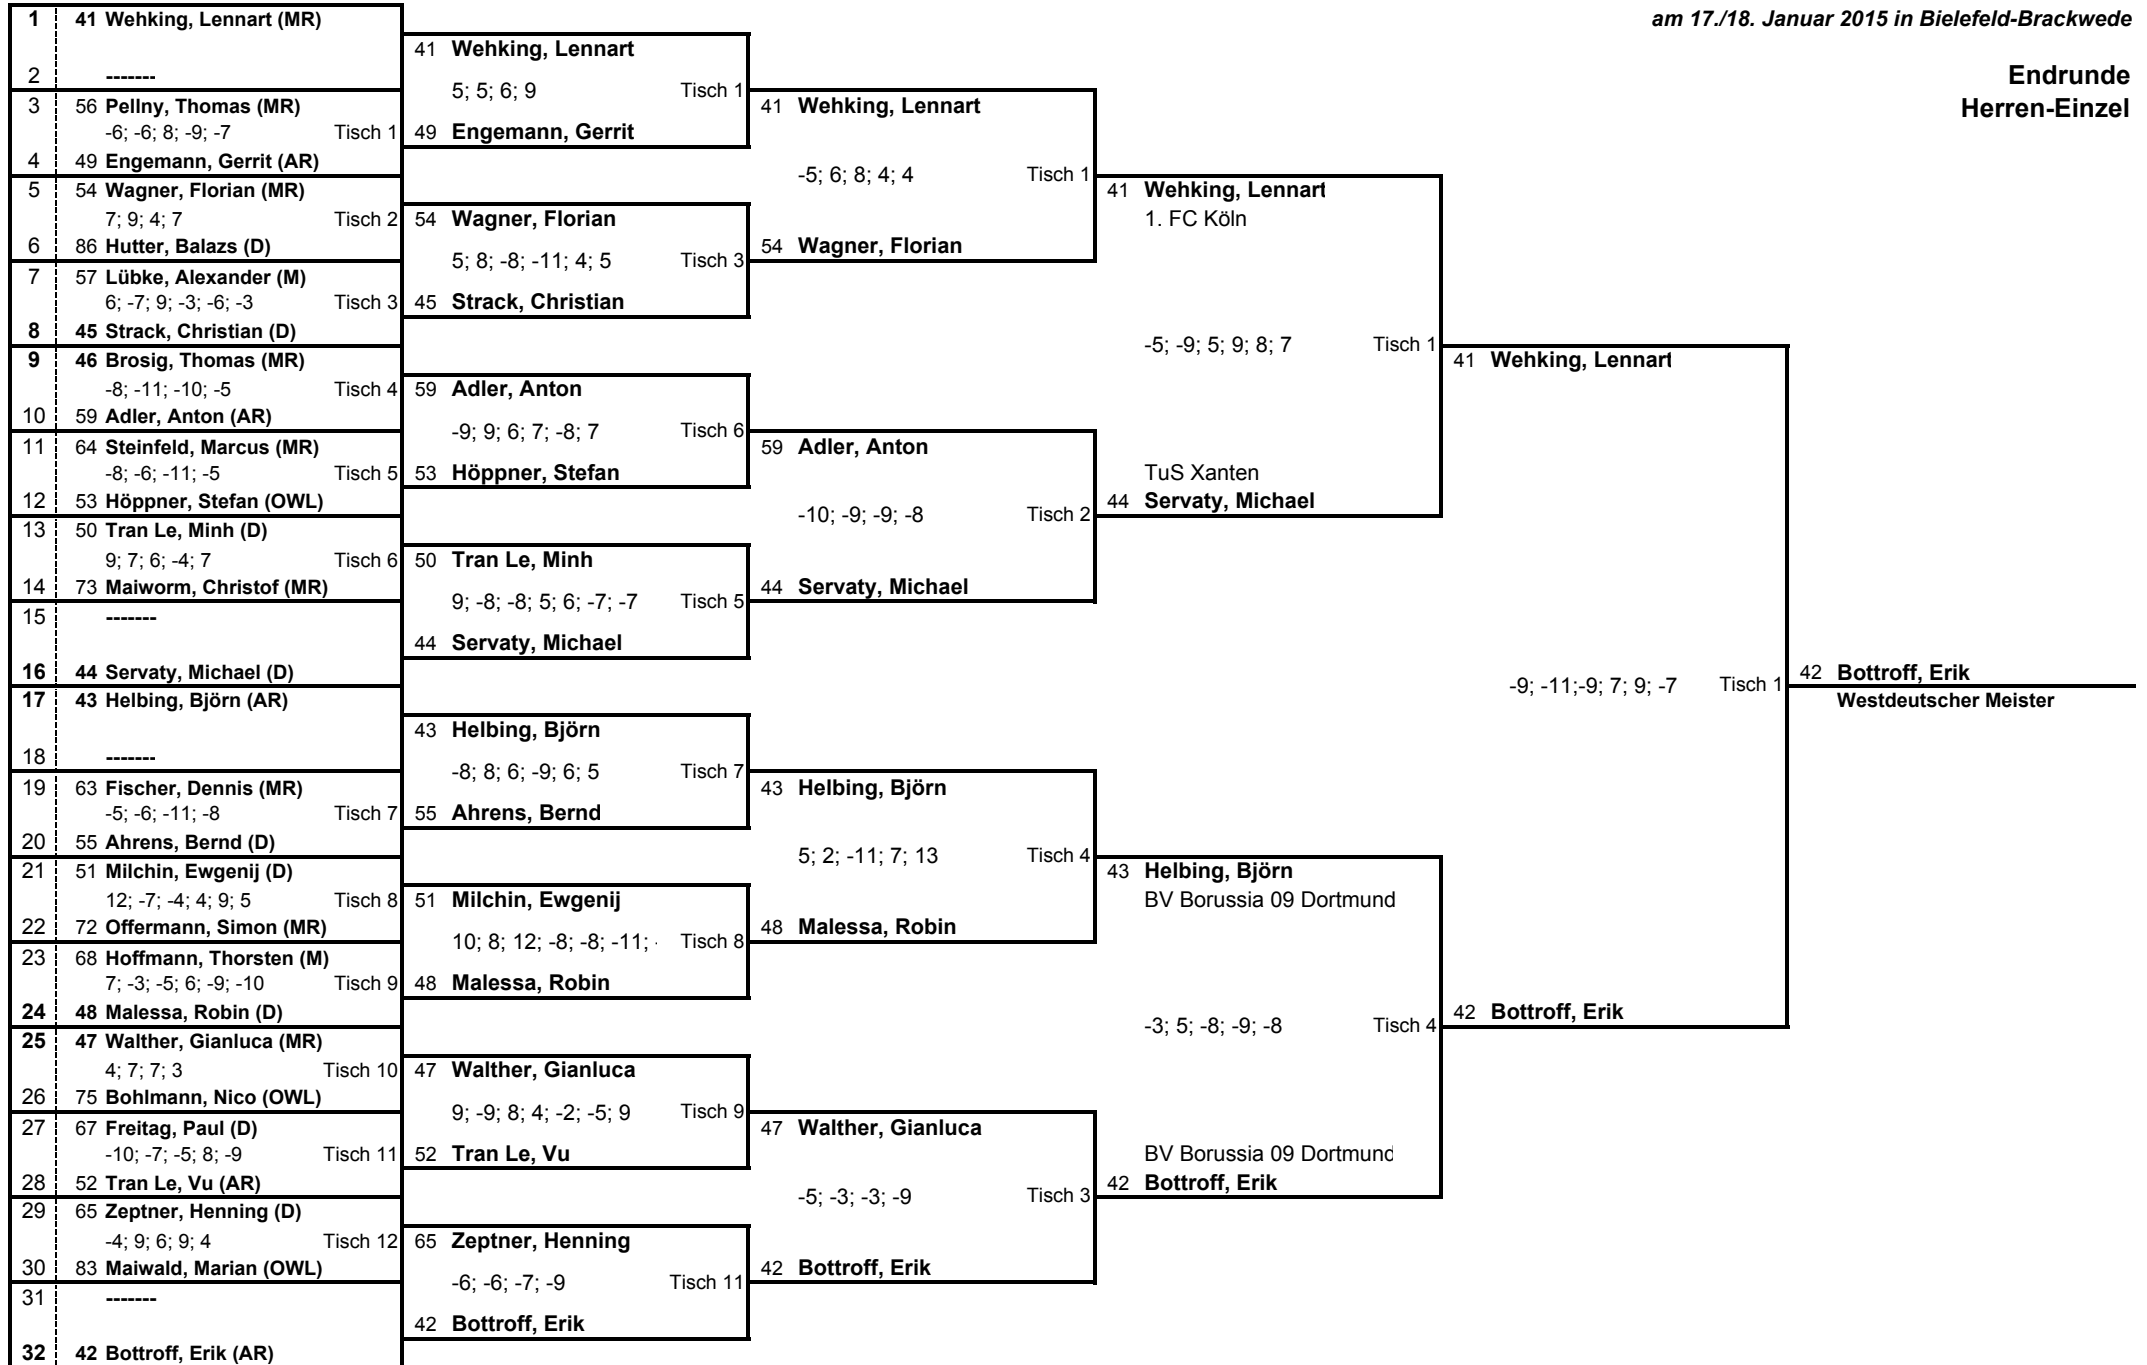 am 17./18. Januar 2015 in Bielefeld-Brackwede
Endrunde
Herren-Einzel
1 41 Wehking, Lennart (MR)
2 -------
3 56 Pellny, Thomas (MR)
-6; -6; 8; -9; -7 Tisch 1
4 49 Engemann, Gerrit (AR)
5 54 Wagner, Florian (MR)
7; 9; 4; 7 Tisch 2
6 86 Hutter, Balazs (D)
7 57 Lübke, Alexander (M)
6; -7; 9; -3; -6; -3 Tisch 3
8 45 Strack, Christian (D)
9 46 Brosig, Thomas (MR)
-8; -11; -10; -5 Tisch 4
10 59 Adler, Anton (AR)
11 64 Steinfeld, Marcus (MR)
-8; -6; -11; -5 Tisch 5
12 53 Höppner, Stefan (OWL)
13 50 Tran Le, Minh (D)
9; 7; 6; -4; 7 Tisch 6
14 73 Maiworm, Christof (MR)
15 -------
16 44 Servaty, Michael (D)
17 43 Helbing, Björn (AR)
18 -------
19 63 Fischer, Dennis (MR)
-5; -6; -11; -8 Tisch 7
20 55 Ahrens, Bernd (D)
21 51 Milchin, Ewgenij (D)
12; -7; -4; 4; 9; 5 Tisch 8
22 72 Offermann, Simon (MR)
23 68 Hoffmann, Thorsten (M)
7; -3; -5; 6; -9; -10 Tisch 9
24 48 Malessa, Robin (D)
25 47 Walther, Gianluca (MR)
4; 7; 7; 3 Tisch 10
26 75 Bohlmann, Nico (OWL)
27 67 Freitag, Paul (D)
-10; -7; -5; 8; -9 Tisch 11
28 52 Tran Le, Vu (AR)
29 65 Zeptner, Henning (D)
-4; 9; 6; 9; 4 Tisch 12
30 83 Maiwald, Marian (OWL)
31 -------
32 42 Bottroff, Erik (AR)
41 Wehking, Lennart
5; 5; 6; 9 Tisch 1
49 Engemann, Gerrit
54 Wagner, Florian
5; 8; -8; -11; 4; 5 Tisch 3
45 Strack, Christian
59 Adler, Anton
-9; 9; 6; 7; -8; 7 Tisch 6
53 Höppner, Stefan
50 Tran Le, Minh
9; -8; -8; 5; 6; -7; -7 Tisch 5
44 Servaty, Michael
43 Helbing, Björn
-8; 8; 6; -9; 6; 5 Tisch 7
55 Ahrens, Bernd
51 Milchin, Ewgenij
10; 8; 12; -8; -8; -11; Tisch 8
48 Malessa, Robin
47 Walther, Gianluca
9; -9; 8; 4; -2; -5; 9 Tisch 9
52 Tran Le, Vu
65 Zeptner, Henning
-6; -6; -7; -9 Tisch 11
42 Bottroff, Erik
41 Wehking, Lennart
-5; 6; 8; 4; 4 Tisch 1
54 Wagner, Florian
59 Adler, Anton
-10; -9; -9; -8 Tisch 2
44 Servaty, Michael
43 Helbing, Björn
5; 2; -11; 7; 13 Tisch 4
48 Malessa, Robin
47 Walther, Gianluca
-5; -3; -3; -9 Tisch 3
42 Bottroff, Erik
41 Wehking, Lennart
1. FC Köln
-5; -9; 5; 9; 8; 7 Tisch 1
TuS Xanten
44 Servaty, Michael
43 Helbing, Björn
BV Borussia 09 Dortmund
-3; 5; -8; -9; -8 Tisch 4
BV Borussia 09 Dortmund
42 Bottroff, Erik
41 Wehking, Lennart
-9; -11;-9; 7; 9; -7 Tisch 1
42 Bottroff, Erik
42 Bottroff, Erik
Westdeutscher Meister